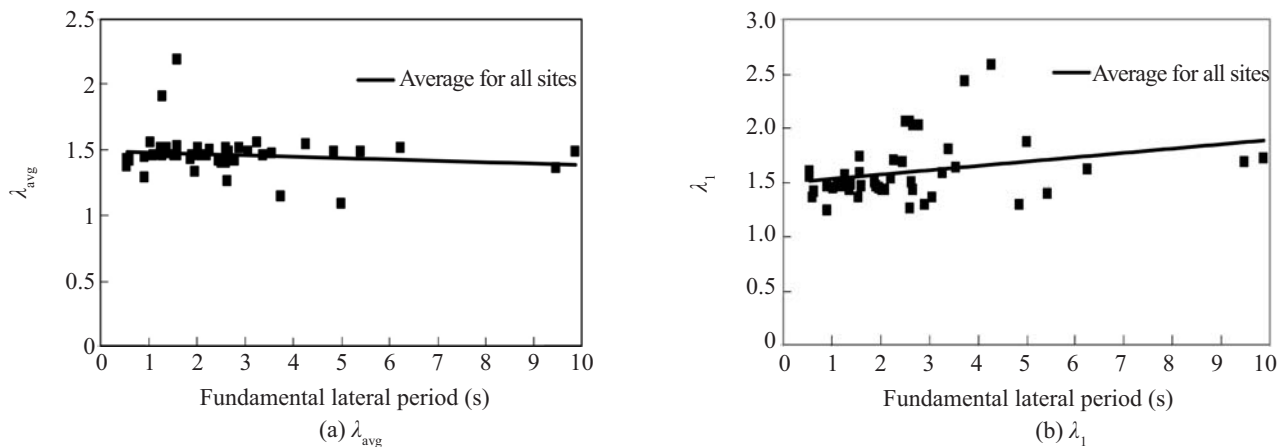 2.5
2
1.5
1
0.5
0
λavg
Average for all sites
1 2 3 4 5 6 7 8 9 10
Fundamental lateral period (s)
(a) λavg
3.0
2.5
2.0
1.5
1.0
0.5
0
λ1
Average for all sites
0 1 2 3 4 5 6 7 8 9 10
Fundamental lateral period (s)
(b) λ1